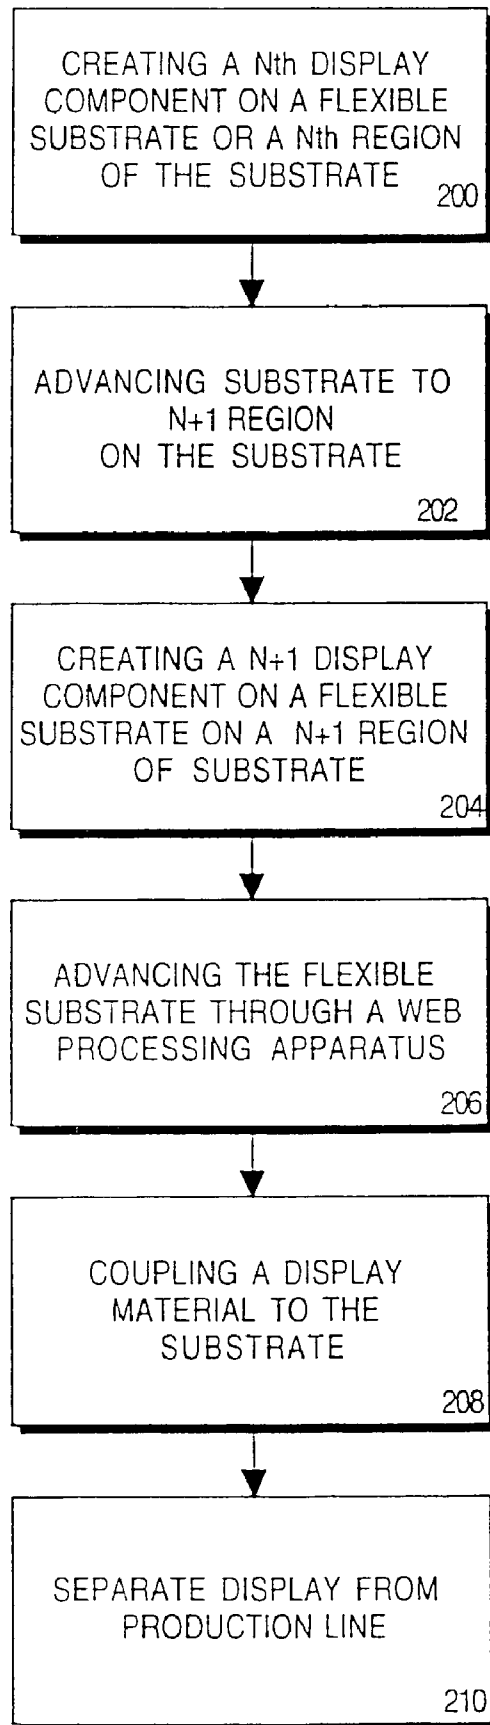 CREATING A Nth DISPLAY
COMPONENT ON A FLEXIBLE
SUBSTRATE OR A Nth REGION
OF THE SUBSTRATE
200
ADVANCING SUBSTRATE TO
N+1 REGION
ON THE SUBSTRATE
202
CREATING A N+1 DISPLAY
COMPONENT ON A FLEXIBLE
SUBSTRATE ON A N+1 REGION
OF SUBSTRATE
204
ADVANCING THE FLEXIBLE
SUBSTRATE THROUGH A WEB
PROCESSING APPARATUS
206
COUPLING A DISPLAY
MATERIAL TO THE
SUBSTRATE
208
SEPARATE DISPLAY FROM
PRODUCTION LINE
210